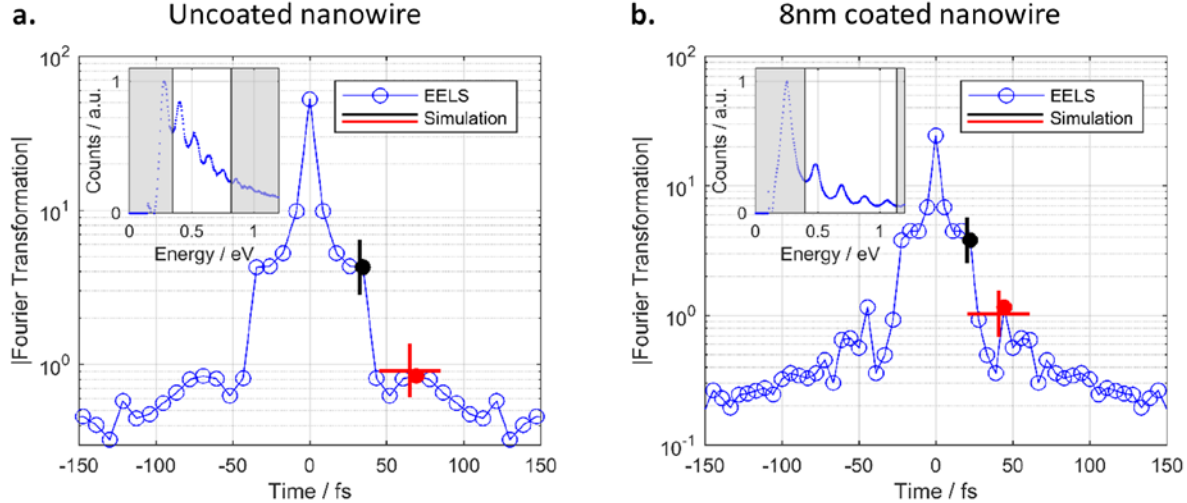 a. Uncoated nanowire
10²
10¹
10⁰
|Fourier Transformation|
-150 -100 -50 0 50 100 150
Time / fs
EELS
Simulation
1
0
Counts / a.u.
0 0.5 1
Energy / eV
b. 8nm coated nanowire
10²
10¹
10⁰
10⁻¹
|Fourier Transformation|
-150 -100 -50 0 50 100 150
Time / fs
EELS
Simulation
1
0
Counts / a.u.
0 0.5 1
Energy / eV